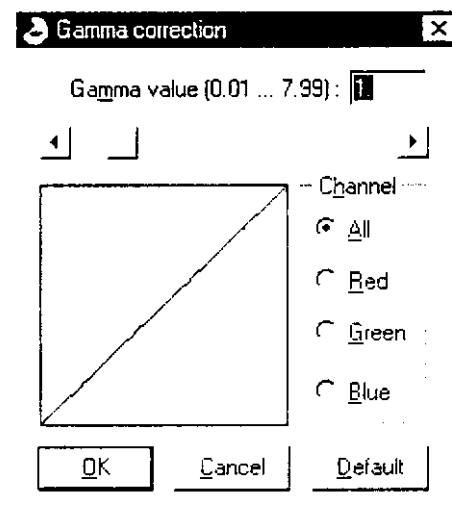 Gamma correction
Gamma value (0.01 ... 7.99) : 1.
Channel
All
Red
Green
Blue
OK
Cancel
Default